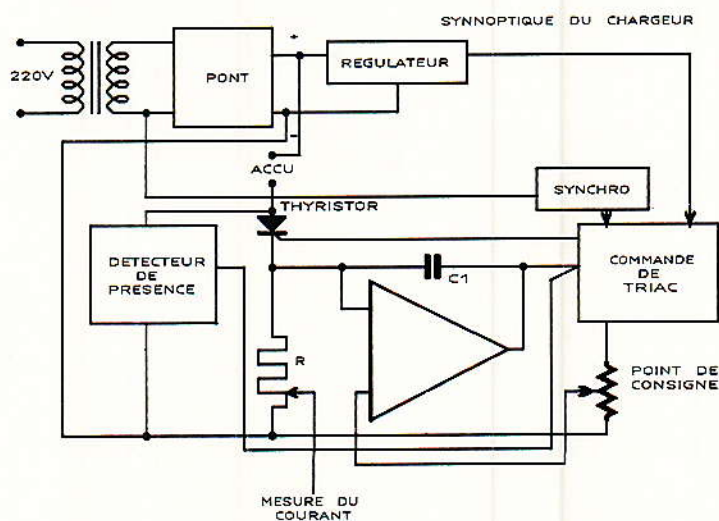 SYNNOPTIQUE DU CHARGEUR
+
220V
PONT
REGULATEUR
-
ACCU
THYRISTOR
SYNCHRO
DETECTEUR
DE
PRESENCE
C1
COMMANDE
DE
TRIAC
R
POINT DE
CONSIGNE
MESURE DU
COURANT